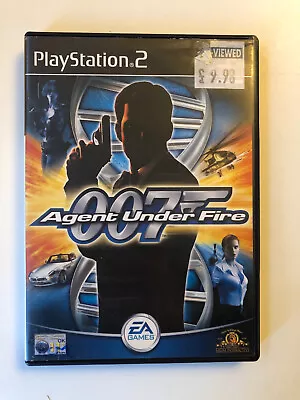 PlayStation®2
VIEWED
£9.98
007
Agent Under Fire
EA
GAMES